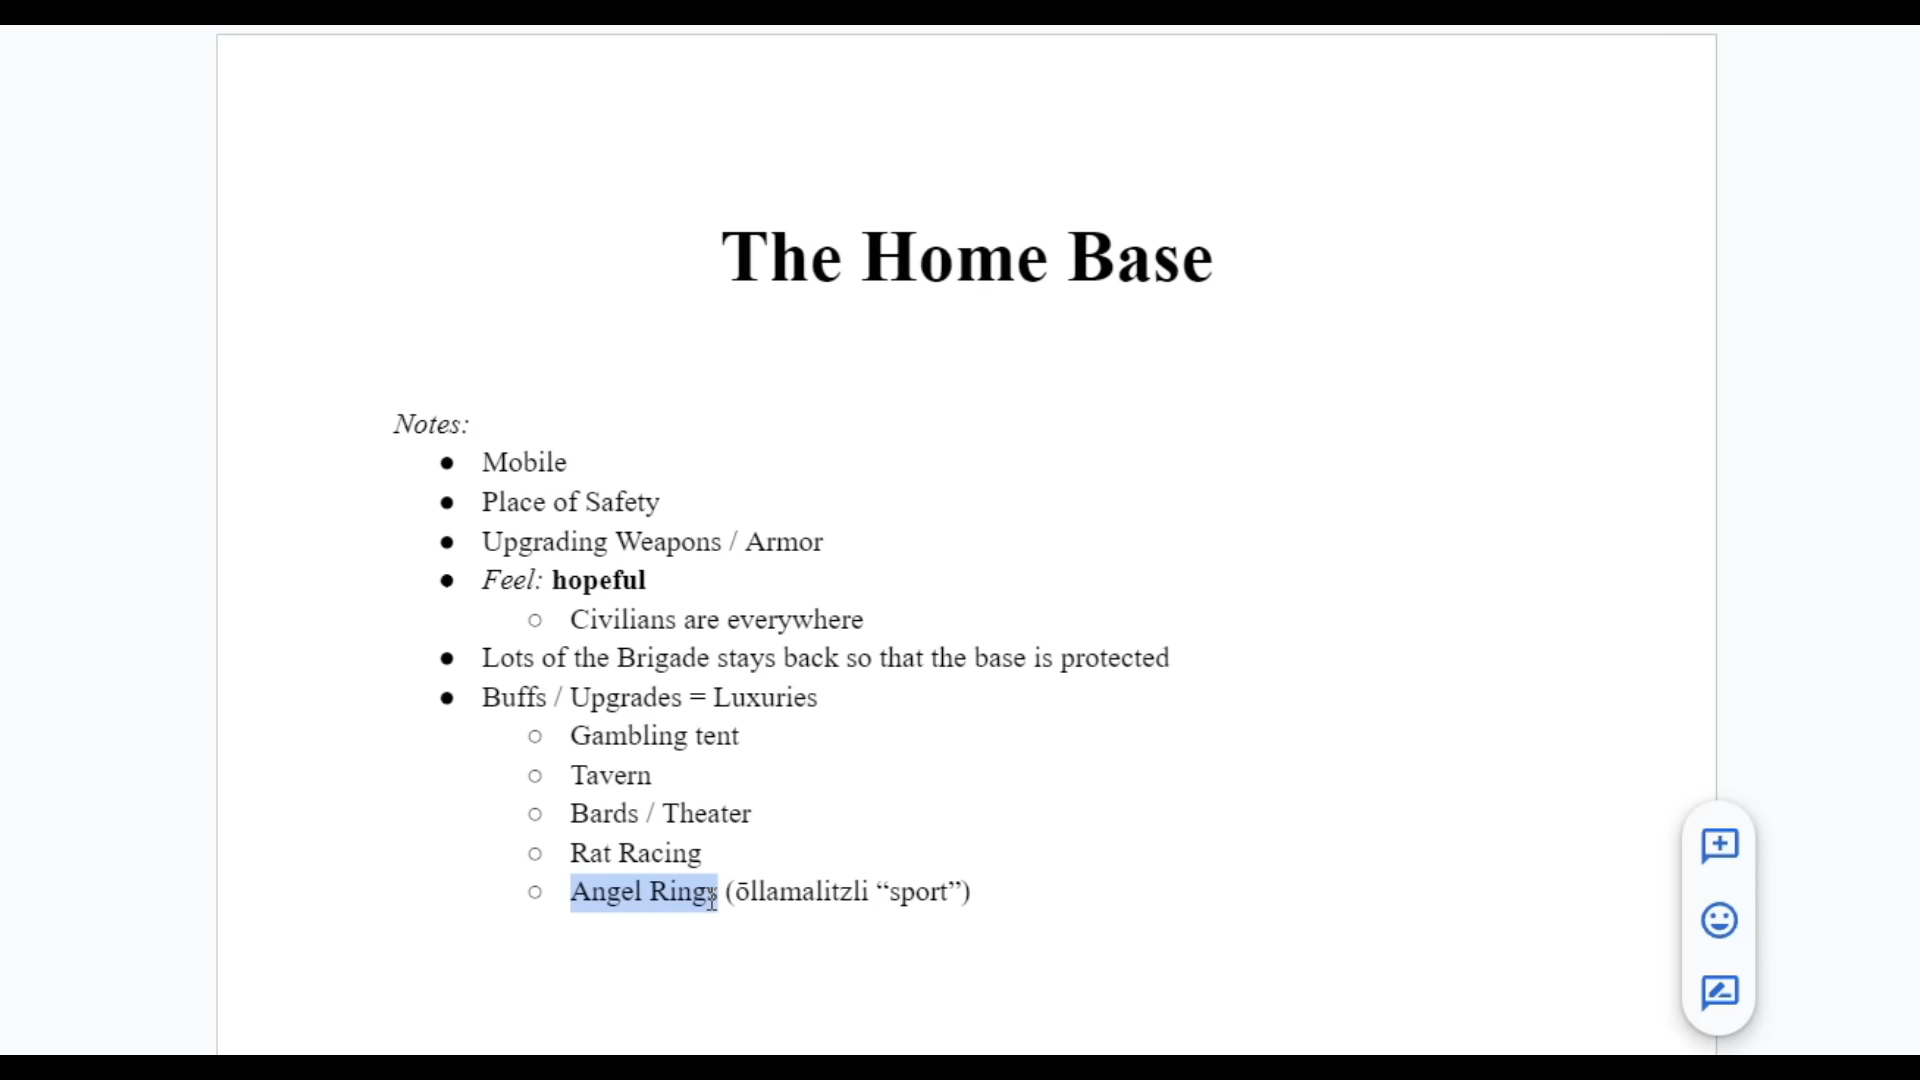 The Home Base
Notes:
● Mobile
● Place of Safety
● Upgrading Weapons / Armor
● Feel: hopeful
○ Civilians are everywhere
● Lots of the Brigade stays back so that the base is protected
● Buffs / Upgrades = Luxuries
○ Gambling tent
○ Tavern
○ Bards / Theater
○ Rat Racing
○ Angel Rings (ōllamalitzli “sport”)